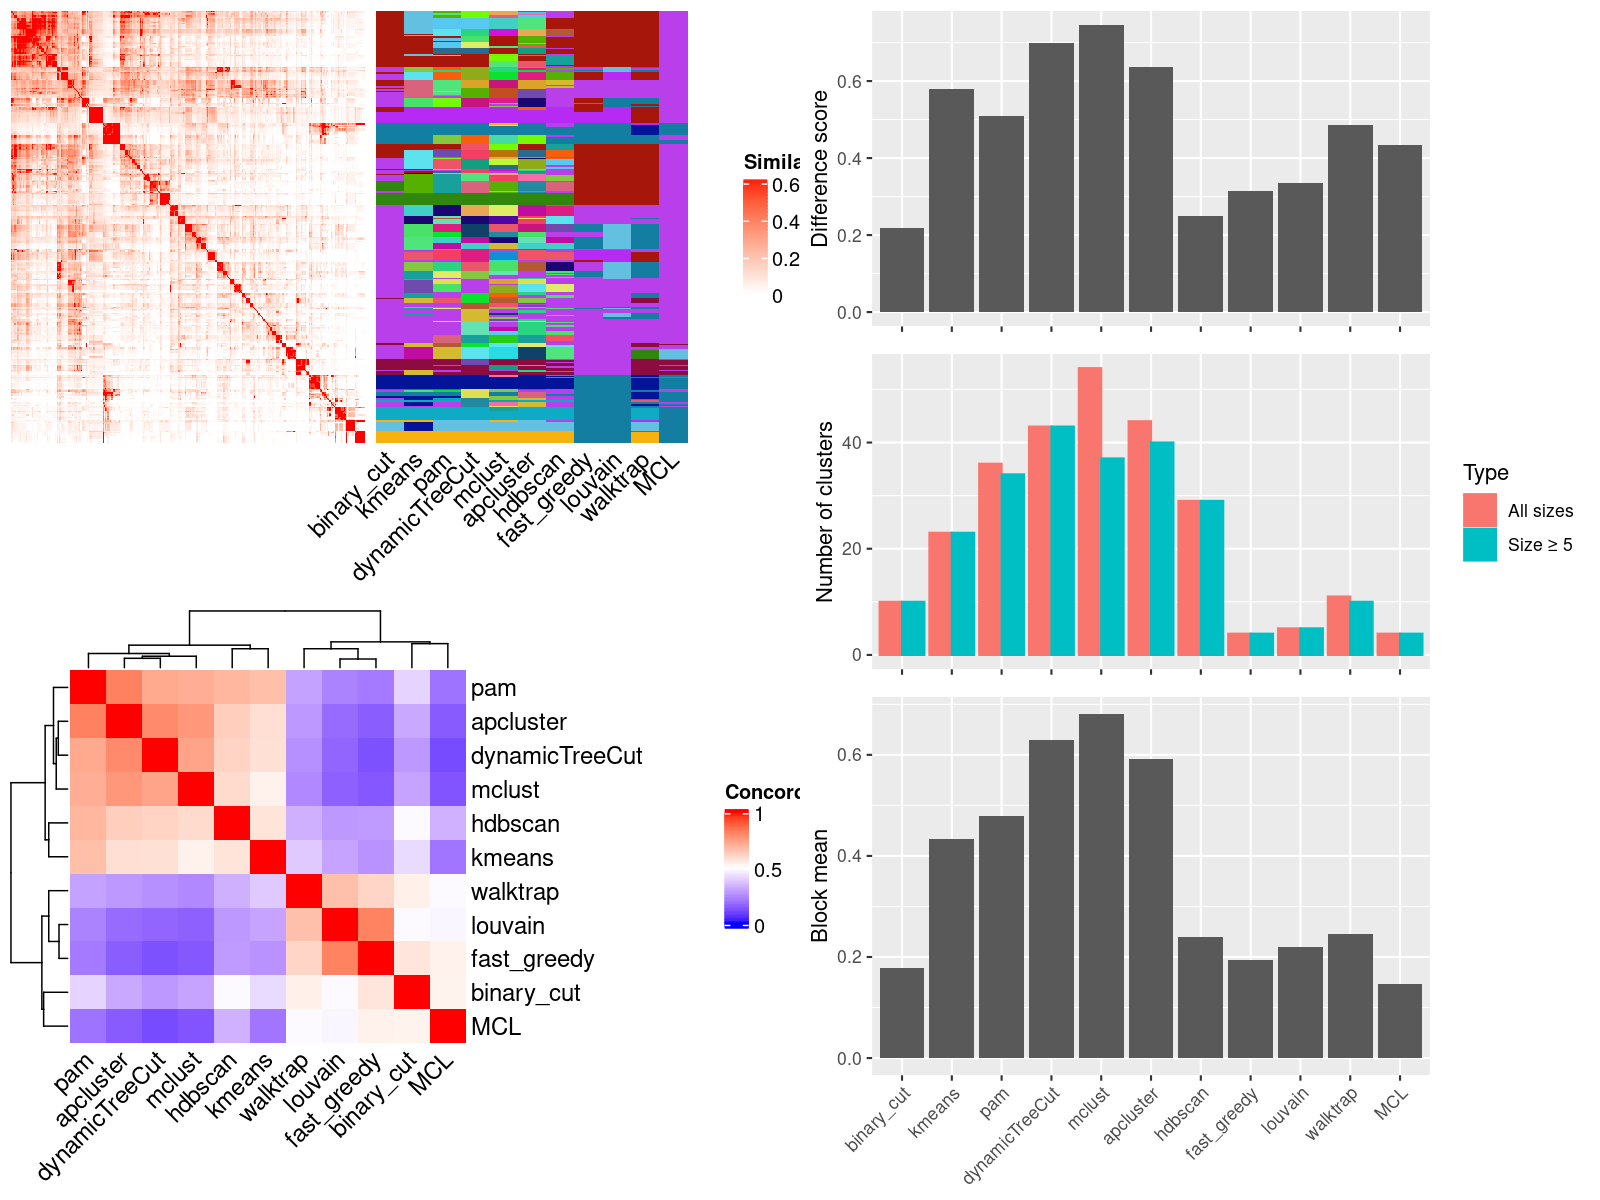 Simila
0.6
0.4
0.2
0
binary_cut
kmeans
pam
dynamicTreeCut
mclust
apcluster
hdbscan
fast_greedy
louvain
walktrap
MCL
pam
apcluster
dynamicTreeCut
mclust
hdbscan
kmeans
walktrap
louvain
fast_greedy
binary_cut
MCL
pam
apcluster
dynamicTreeCut
mclust
hdbscan
kmeans
walktrap
louvain
fast_greedy
binary_cut
MCL
Concorc
1
0.5
0
Difference score
0.6
0.4
0.2
0.0
Number of clusters
40
20
0
Type
All sizes
Size ≥ 5
Block mean
0.6
0.4
0.2
0.0
binary_cut
kmeans
pam
dynamicTreeCut
mclust
apcluster
hdbscan
fast_greedy
louvain
walktrap
MCL